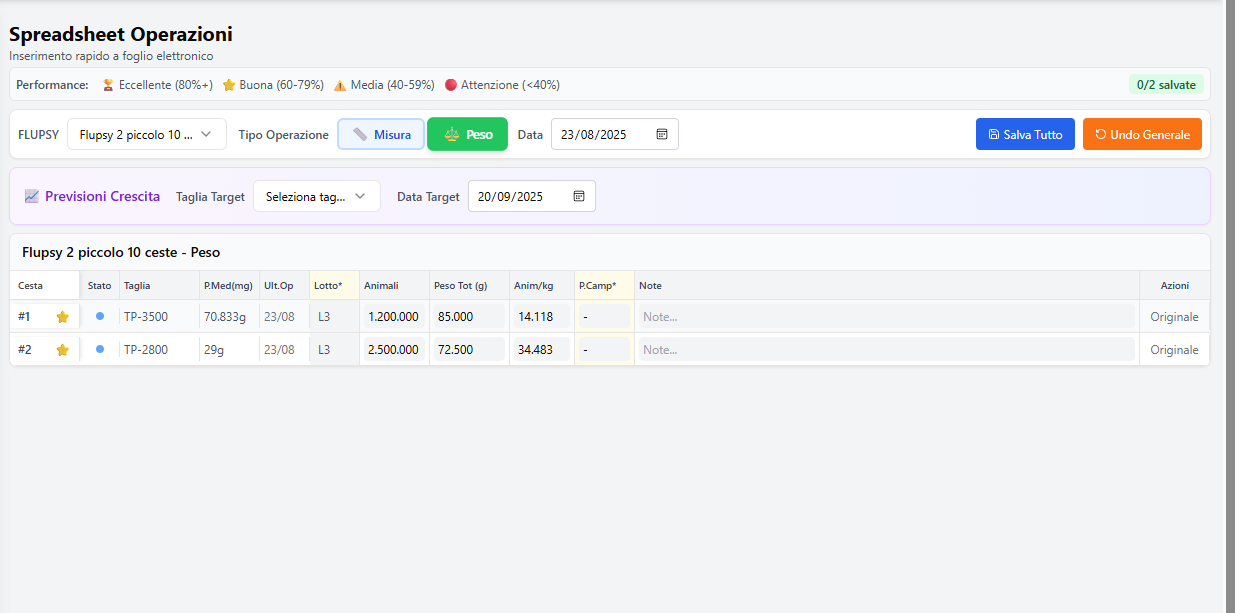 Spreadsheet Operazioni
Inserimento rapido a foglio elettronico
Performance: Eccellente (80%+) Buona (60-79%) Media (40-59%) Attenzione (<40%) 0/2 salvate
FLUPSY Flupsy 2 piccolo 10 ... Tipo Operazione Misura Peso Data 23/08/2025 Salva Tutto Undo Generale
Previsioni Crescita Taglia Target Seleziona tag... Data Target 20/09/2025
Flupsy 2 piccolo 10 ceste - Peso
Cesta Stato Taglia P.Med(mg) Ult.Op Lotto* Animali Peso Tot (g) Anim/kg P.Camp* Note Azioni
#1 TP-3500 70.833g 23/08 L3 1.200.000 85.000 14.118 - Note... Originale
#2 TP-2800 29g 23/08 L3 2.500.000 72.500 34.483 - Note... Originale